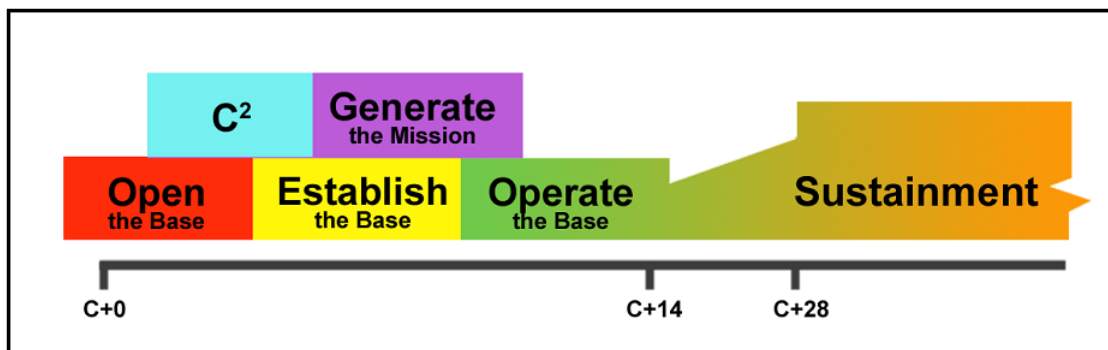 C²
Generate
the Mission
Open
the Base
Establish
the Base
Operate
the Base
Sustainment
C+0
C+14
C+28